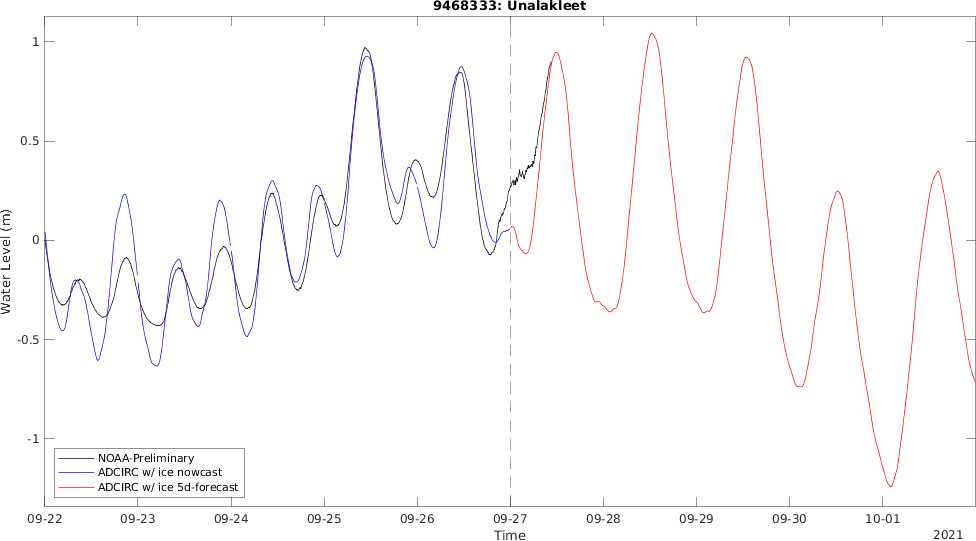 9468333: Unalakleet
Water Level (m)
1
0.5
0
-0.5
-1
NOAA-Preliminary
ADCIRC w/ ice nowcast
ADCIRC w/ ice 5d-forecast
09-22 09-23 09-24 09-25 09-26 09-27 09-28 09-29 09-30 10-01
Time
2021